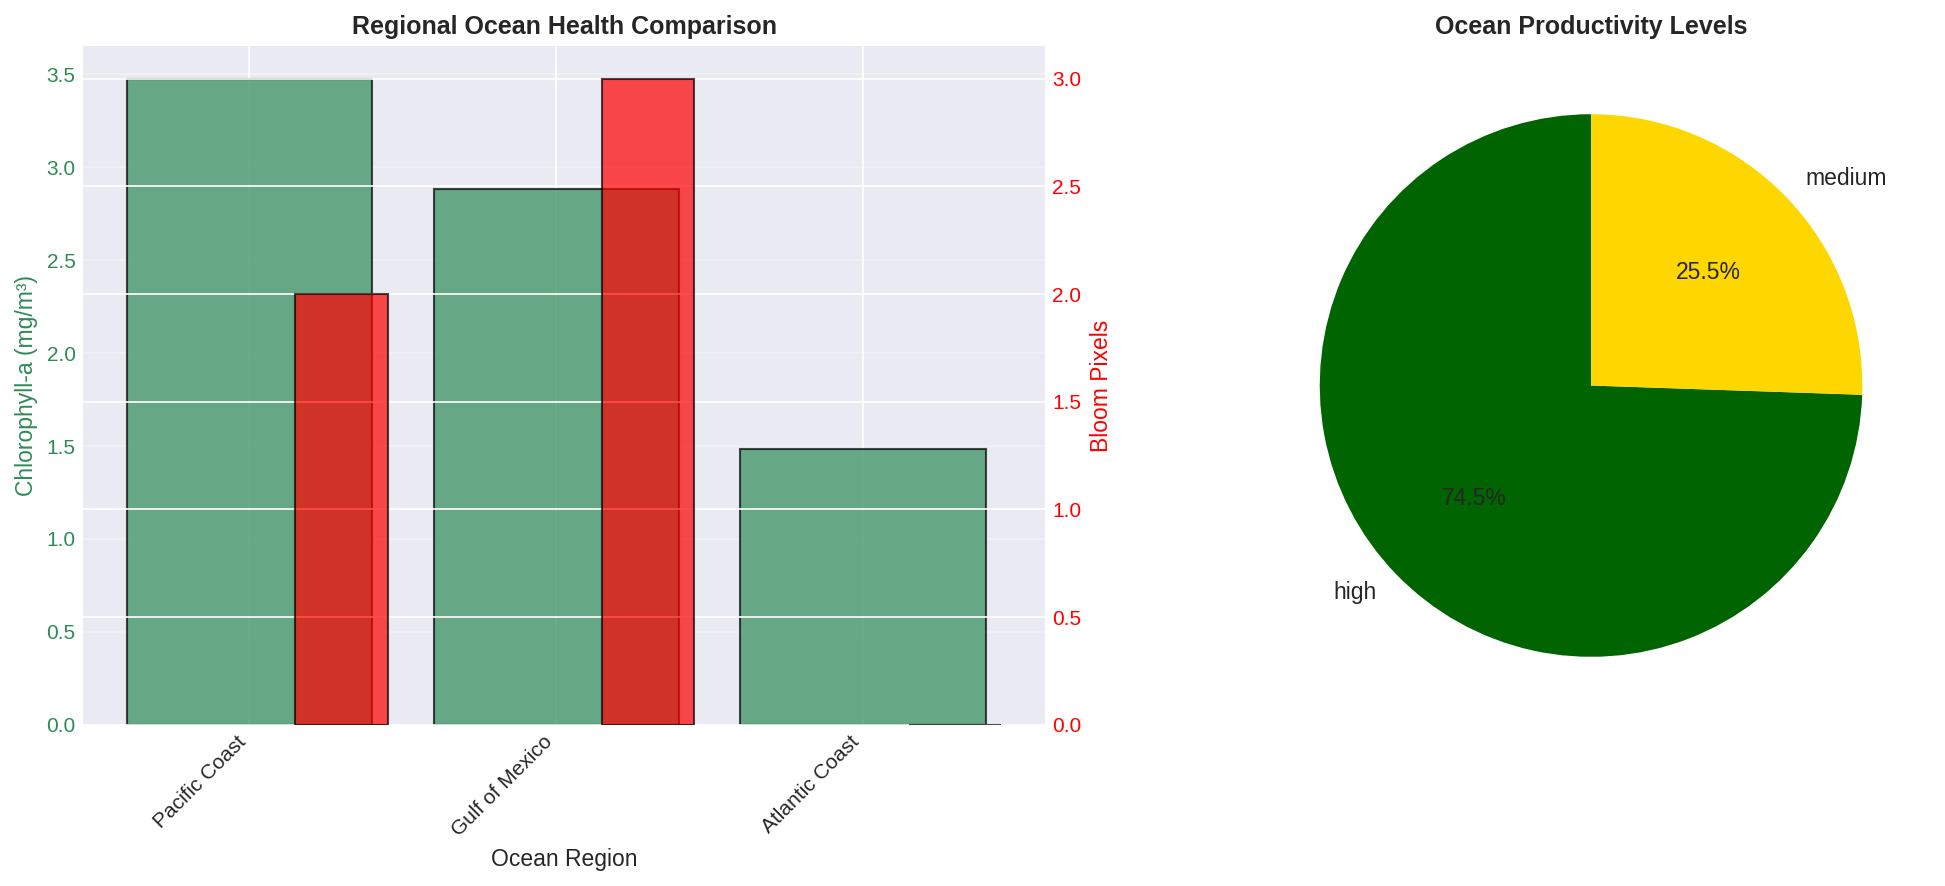 Regional Ocean Health Comparison
3.5
3.0
2.5
2.0
1.5
1.0
0.5
0.0
Chlorophyll-a (mg/m³)
3.0
2.5
2.0
1.5
1.0
0.5
0.0
Bloom Pixels
Pacific Coast
Gulf of Mexico
Atlantic Coast
Ocean Region
Ocean Productivity Levels
medium
25.5%
74.5%
high